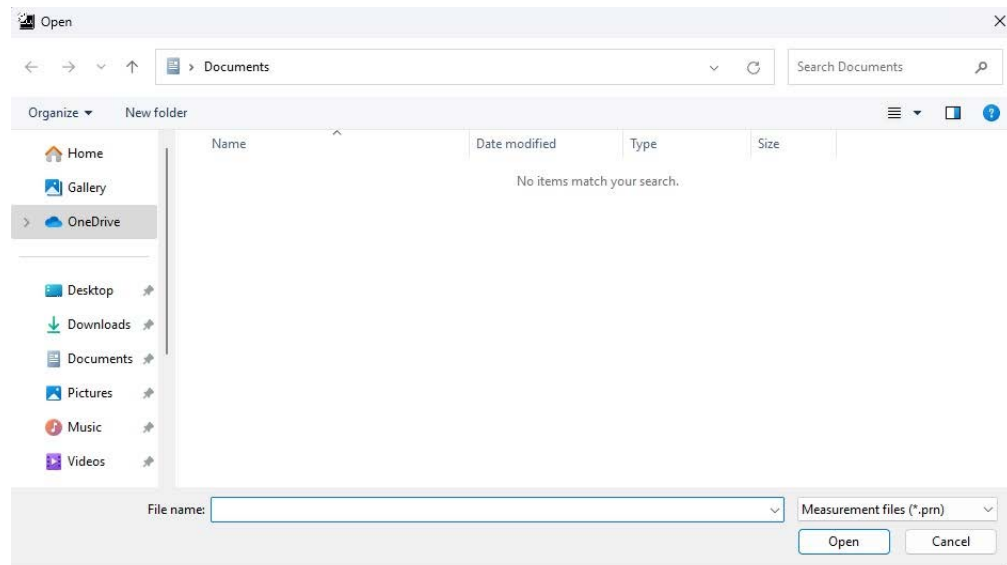 Open
Documents
Search Documents
Organize
New folder
Name
Date modified
Type
Size
No items match your search.
Home
Gallery
OneDrive
Desktop
Downloads
Documents
Pictures
Music
Videos
File name:
Measurement files (*.prn)
Open
Cancel